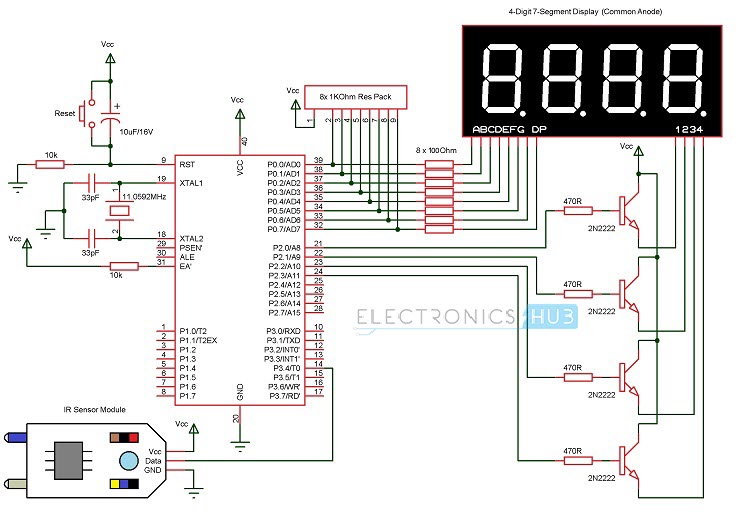 4-Digit 7-Segment Display (Common Anode)
ABCDEFG DP
1234
Vcc
Reset
+
10uF/16V
Vcc
8x 1KOhm Res Pack
1 2 3 4 5 6 7 8 9
Vcc
40
VCC
8 x 100Ohm
Vcc
10k
9 RST
19 XTAL1
33pF
1
11.0592MHz
2
33pF
18 XTAL2
29 PSEN'
30 ALE
31 EA'
Vcc
10k
P0.0/AD0 39
P0.1/AD1 38
P0.2/AD2 37
P0.3/AD3 36
P0.4/AD4 35
P0.5/AD5 34
P0.6/AD6 33
P0.7/AD7 32
P2.0/A8 21
P2.1/A9 22
P2.2/A10 23
P2.3/A11 24
P2.4/A12 25
P2.5/A13 26
P2.6/A14 27
P2.7/A15 28
1 P1.0/T2
2 P1.1/T2EX
3 P1.2
4 P1.3
5 P1.4
6 P1.5
7 P1.6
8 P1.7
P3.0/RXD 10
P3.1/TXD 11
P3.2/INT0' 12
P3.3/INT1' 13
P3.4/T0 14
P3.5/T1 15
P3.6/WR' 16
P3.7/RD' 17
GND
20
470R
2N2222
470R
2N2222
470R
2N2222
470R
2N2222
ELECTRONICS HUB
IR Sensor Module
Vcc
Vcc
Data
GND